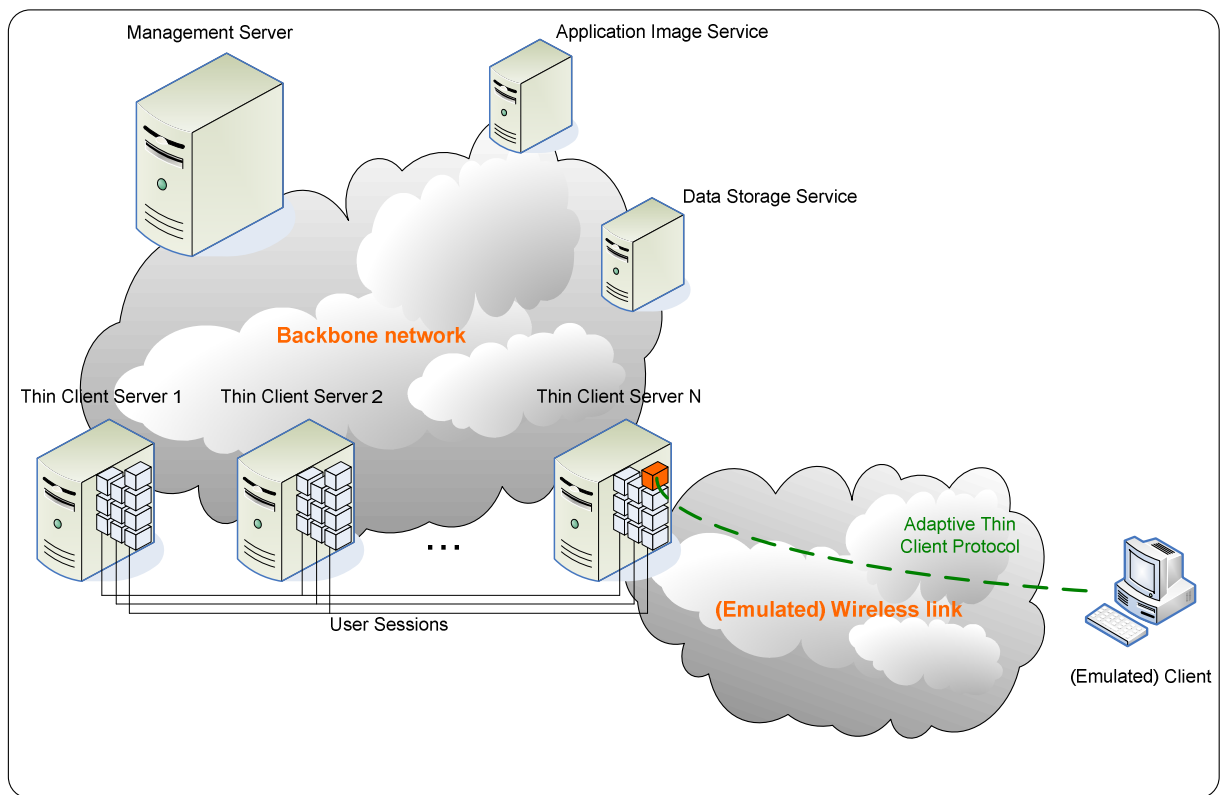 Management Server
Application Image Service
Data Storage Service
Backbone network
Thin Client Server 1
Thin Client Server 2
Thin Client Server N
...
Adaptive Thin
Client Protocol
(Emulated) Wireless link
User Sessions
(Emulated) Client